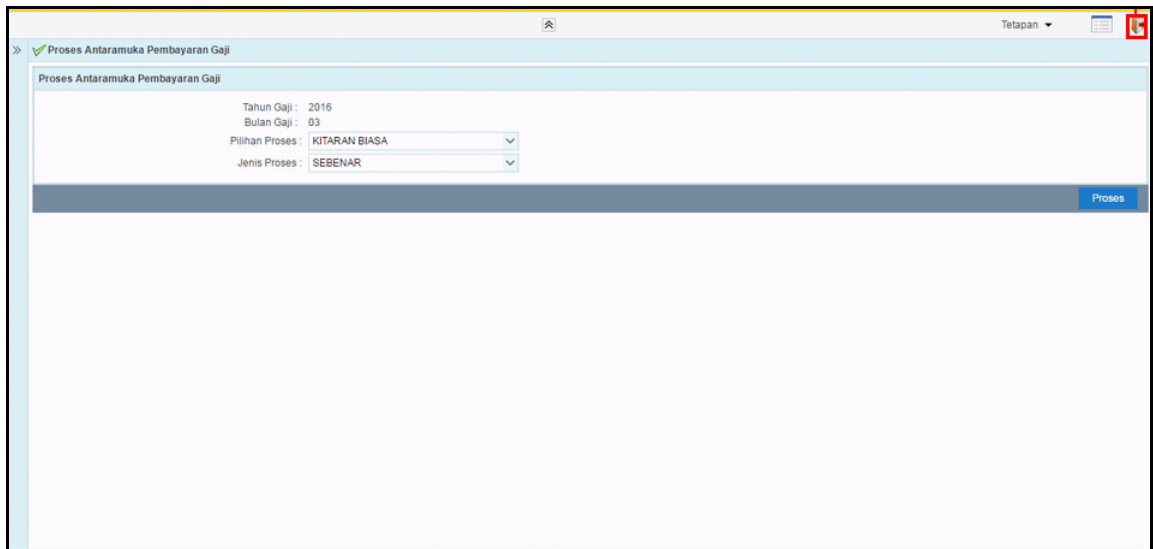 Tetapan
Proses Antaramuka Pembayaran Gaji
Proses Antaramuka Pembayaran Gaji
Tahun Gaji : 2016
Bulan Gaji : 03
Pilihan Proses : KITARAN BIASA
Jenis Proses : SEBENAR
Proses